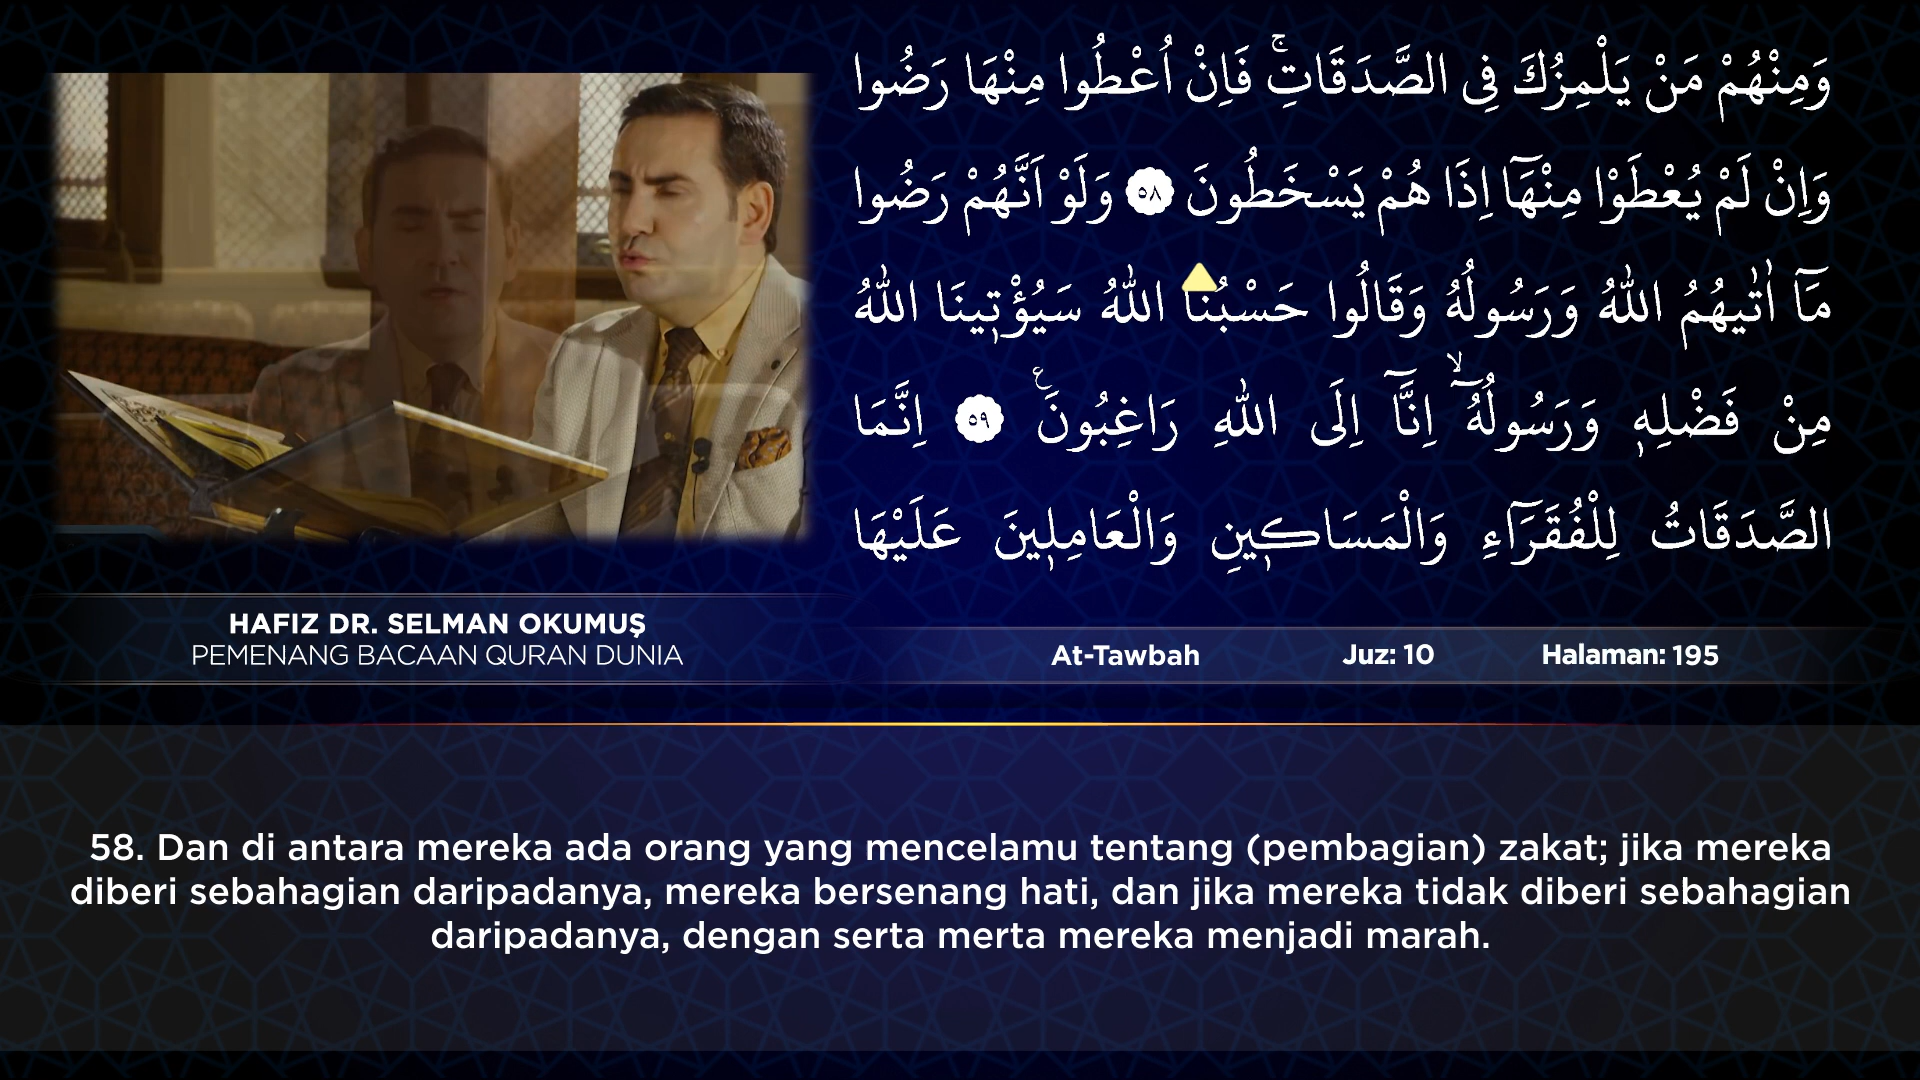 وَمِنْهُمْ مَنْ يَلْمِزُكَ فِى الصَّدَقَاتِۚ فَاِنْ اُعْطُوا مِنْهَا رَضُوا
وَاِنْ لَمْ يُعْطَوْا مِنْهَٓا اِذَا هُمْ يَسْخَطُونَ ٥٨ وَلَوْ اَنَّهُمْ رَضُوا
مَٓا اٰتٰيهُمُ اللّٰهُ وَرَسُولُهُ وَقَالُوا حَسْبُنَا اللّٰهُ سَيُؤْت۪ينَا اللّٰهُ
مِنْ فَضْلِه۪ وَرَسُولُهُٓۙ اِنَّٓا اِلَى اللّٰهِ رَاغِبُونَ۟ ٥٩ اِنَّمَا
الصَّدَقَاتُ لِلْفُقَرَٓاءِ وَالْمَسَاك۪ينِ وَالْعَامِل۪ينَ عَلَيْهَا
HAFIZ DR. SELMAN OKUMUŞ
PEMENANG BACAAN QURAN DUNIA
At-Tawbah Juz: 10 Halaman: 195
58. Dan di antara mereka ada orang yang mencelamu tentang (pembagian) zakat; jika mereka
diberi sebahagian daripadanya, mereka bersenang hati, dan jika mereka tidak diberi sebahagian
daripadanya, dengan serta merta mereka menjadi marah.